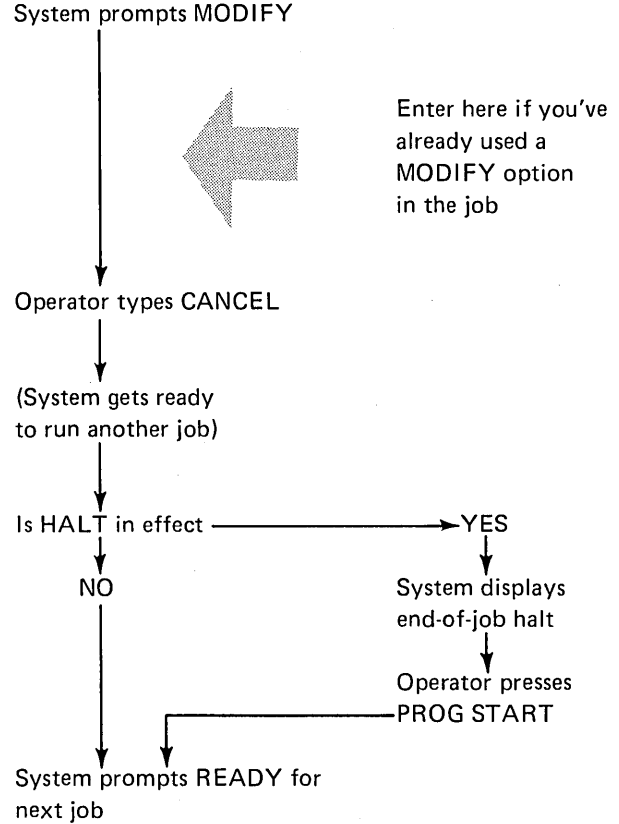 System prompts MODIFY
Enter here if you've
already used a
MODIFY option
in the job
Operator types CANCEL
(System gets ready
to run another job)
Is HALT in effect
YES
NO
System displays
end-of-job halt
Operator presses
PROG START
System prompts READY for
next job